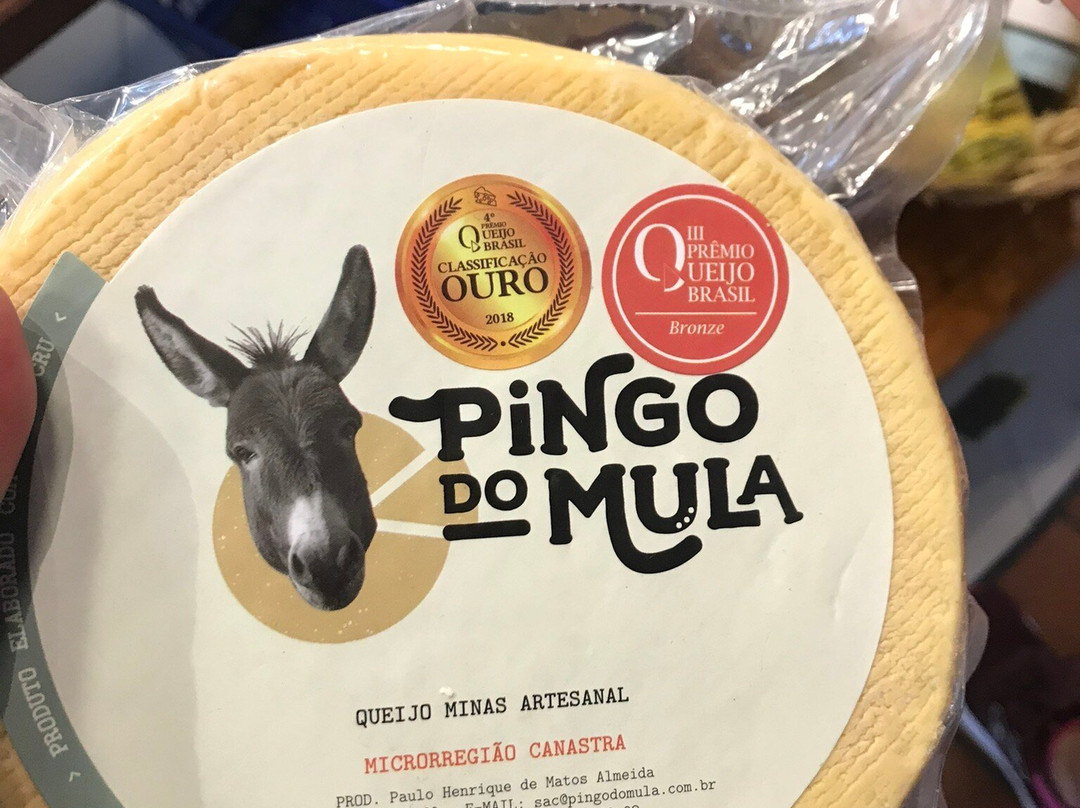 4º
PRÊMIO
QUEIJO
BRASIL
CLASSIFICAÇÃO
OURO
2018
III
PRÊMIO
QUEIJO
BRASIL
Bronze
PINGO
DO MULA
< PRODUTO ELABORADO CRU >
QUEIJO MINAS ARTESANAL
MICRORREGIÃO CANASTRA
PROD. Paulo Henrique de Matos Almeida
E-MAIL: sac@pingodomula.com.br